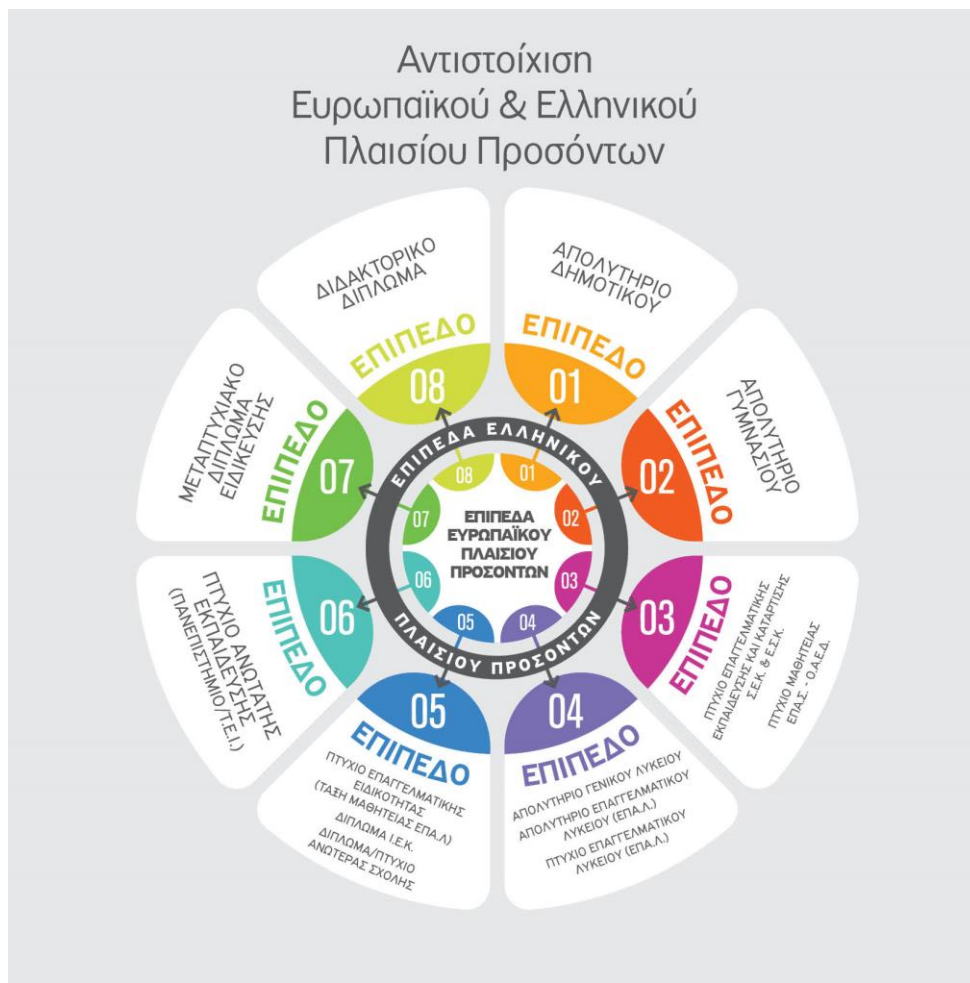 Αντιστοίχιση
Ευρωπαϊκού & Ελληνικού
Πλαισίου Προσόντων
ΑΠΟΛΥΤΗΡΙΟ
ΔΗΜΟΤΙΚΟΥ
ΕΠΙΠΕΔΟ
01
ΑΠΟΛΥΤΗΡΙΟ
ΓΥΜΝΑΣΙΟΥ
ΕΠΙΠΕΔΟ
02
ΠΤΥΧΙΟ ΕΠΑΓΓΕΛΜΑΤΙΚΗΣ
ΕΚΠΑΙΔΕΥΣΗΣ ΚΑΙ ΚΑΤΑΡΤΙΣΗΣ
Σ.Ε.Κ. & Ε.Σ.Κ.
ΠΤΥΧΙΟ ΜΑΘΗΤΕΙΑΣ
ΕΠΑ.Σ. - Ο.Α.Ε.Δ.
ΕΠΙΠΕΔΟ
03
04
ΕΠΙΠΕΔΟ
ΑΠΟΛΥΤΗΡΙΟ ΓΕΝΙΚΟΥ ΛΥΚΕΙΟΥ
ΑΠΟΛΥΤΗΡΙΟ ΕΠΑΓΓΕΛΜΑΤΙΚΟΥ
ΛΥΚΕΙΟΥ (ΕΠΑ.Λ.)
ΠΤΥΧΙΟ ΕΠΑΓΓΕΛΜΑΤΙΚΟΥ
ΛΥΚΕΙΟΥ (ΕΠΑ.Λ.)
05
ΕΠΙΠΕΔΟ
ΠΤΥΧΙΟ ΕΠΑΓΓΕΛΜΑΤΙΚΗΣ
ΕΙΔΙΚΟΤΗΤΑΣ
(ΤΑΞΗ ΜΑΘΗΤΕΙΑΣ ΕΠΑ.Λ)
ΔΙΠΛΩΜΑ Ι.Ε.Κ.
ΔΙΠΛΩΜΑ/ΠΤΥΧΙΟ
ΑΝΩΤΕΡΑΣ ΣΧΟΛΗΣ
06
ΕΠΙΠΕΔΟ
ΠΤΥΧΙΟ ΑΝΩΤΑΤΗΣ
ΕΚΠΑΙΔΕΥΣΗΣ
(ΠΑΝΕΠΙΣΤΗΜΙΟ/Τ.Ε.Ι.)
ΜΕΤΑΠΤΥΧΙΑΚΟ
ΔΙΠΛΩΜΑ
ΕΙΔΙΚΕΥΣΗΣ
ΕΠΙΠΕΔΟ
07
ΔΙΔΑΚΤΟΡΙΚΟ
ΔΙΠΛΩΜΑ
ΕΠΙΠΕΔΟ
08
ΕΠΙΠΕΔΑ ΕΛΛΗΝΙΚΟΥ
ΠΛΑΙΣΙΟΥ ΠΡΟΣΟΝΤΩΝ
01
02
03
04
05
06
07
08
ΕΠΙΠΕΔΑ
ΕΥΡΩΠΑΪΚΟΥ
ΠΛΑΙΣΙΟΥ
ΠΡΟΣΟΝΤΩΝ